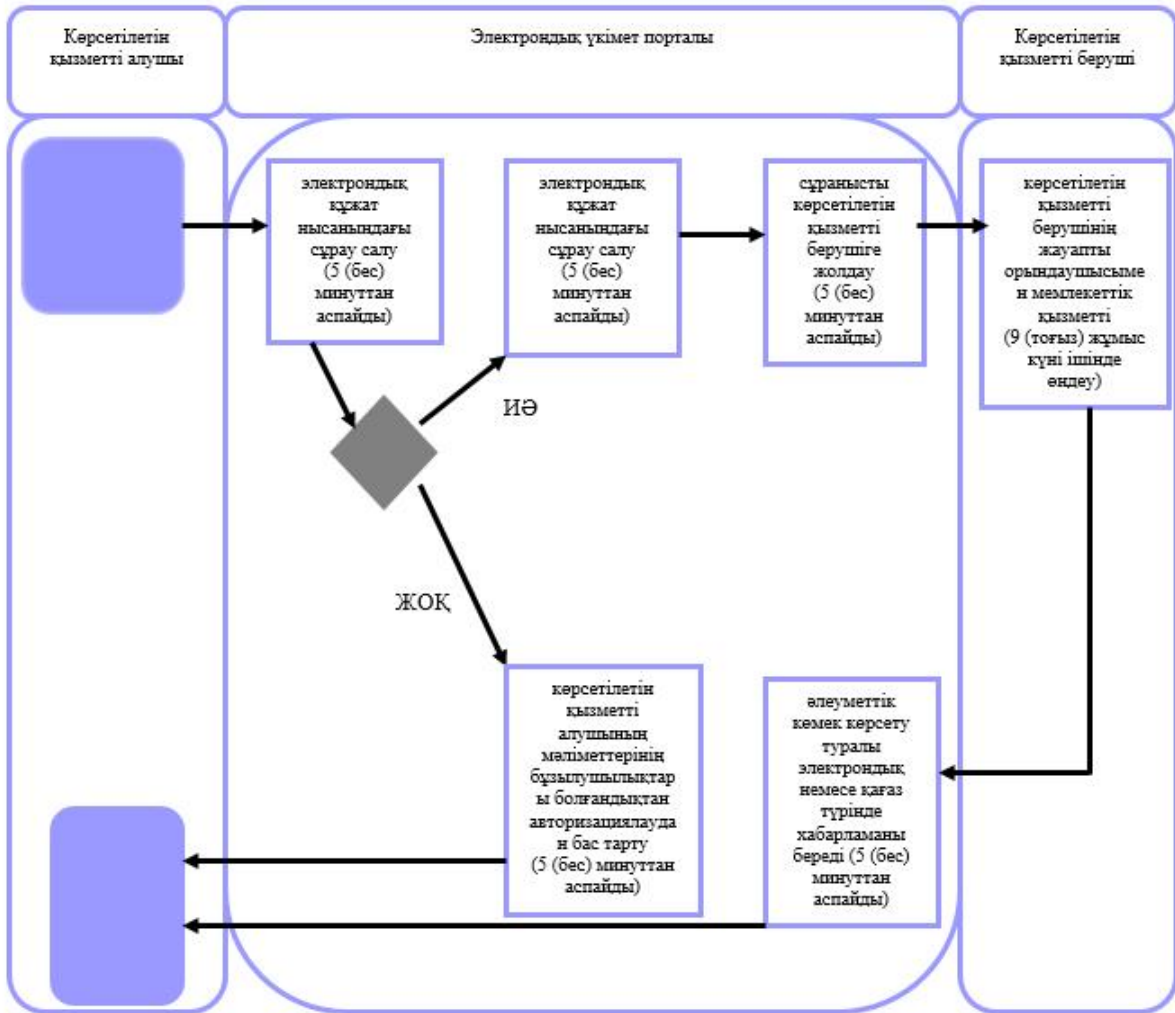 Көрсетілетін
қызметті алушы
Электрондық үкімет порталы
Көрсетілетін
қызметті беруші
электрондық
құжат
нысанындағы
сұрау салу
(5 (бес)
минуттан
аспайды)
электрондық
құжат
нысанындағы
сұрау салу
(5 (бес)
минуттан
аспайды)
сұранысты
көрсетілетін
қызметті
берушіге
жолдау
(5 (бес)
минуттан
аспайды)
көрсетілетін
қызметті
берушінің
жауапты
орындаушысыме
н мемлекеттік
қызметті
(9 (тоғыз) жұмыс
күні ішінде
өңдеу)
ИӘ
ЖОҚ
көрсетілетін
қызметті
алушының
мәліметтерінің
бұзылушылықтар
ы болғандықтан
авторизациялауда
н бас тарту
(5 (бес) минуттан
аспайды)
әлеуметтік
көмек көрсету
туралы
электрондық
немесе қағаз
түрінде
хабарламаны
береді (5 (бес)
минуттан
аспайды)